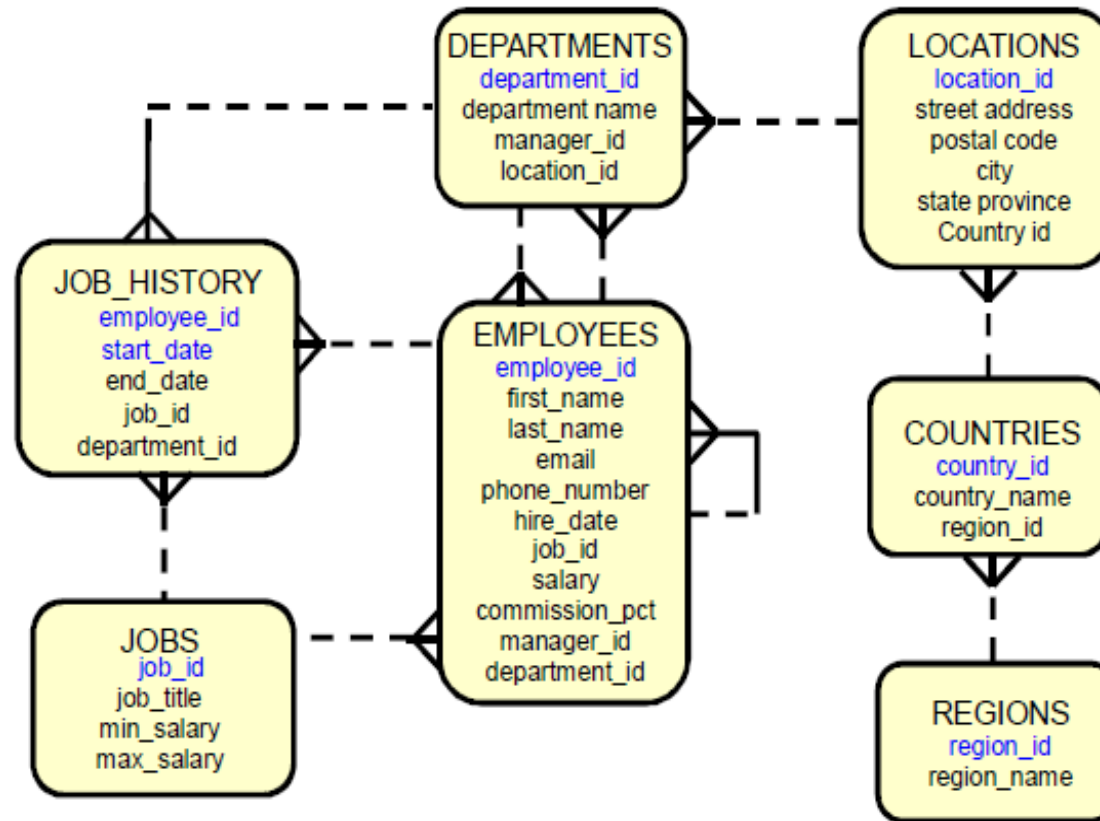 DEPARTMENTS
department_id
department name
manager_id
location_id
LOCATIONS
location_id
street address
postal code
city
state province
Country id
JOB_HISTORY
employee_id
start_date
end_date
job_id
department_id
EMPLOYEES
employee_id
first_name
last_name
email
phone_number
hire_date
job_id
salary
commission_pct
manager_id
department_id
COUNTRIES
country_id
country_name
region_id
JOBS
job_id
job_title
min_salary
max_salary
REGIONS
region_id
region_name